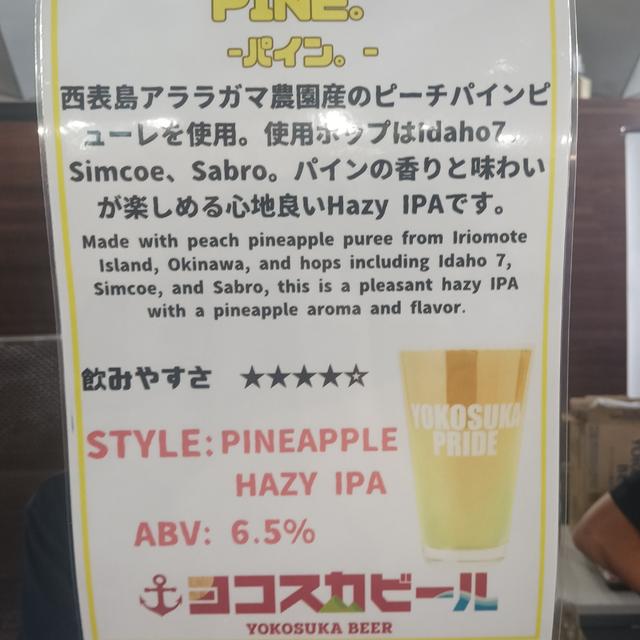 PINE。
-パイン。-
西表島アララガマ農園産のピーチパインピ
ューレを使用。使用ホップはIdaho7、
Simcoe、Sabro。パインの香りと味わい
が楽しめる心地良いHazy IPAです。
Made with peach pineapple puree from Iriomote
Island, Okinawa, and hops including Idaho 7,
Simcoe, and Sabro, this is a pleasant hazy IPA
with a pineapple aroma and flavor.
飲みやすさ ★★★★☆
YOKOSUKA
PRIDE
STYLE: PINEAPPLE
HAZY IPA
ABV: 6.5%
ヨコスカビール
YOKOSUKA BEER